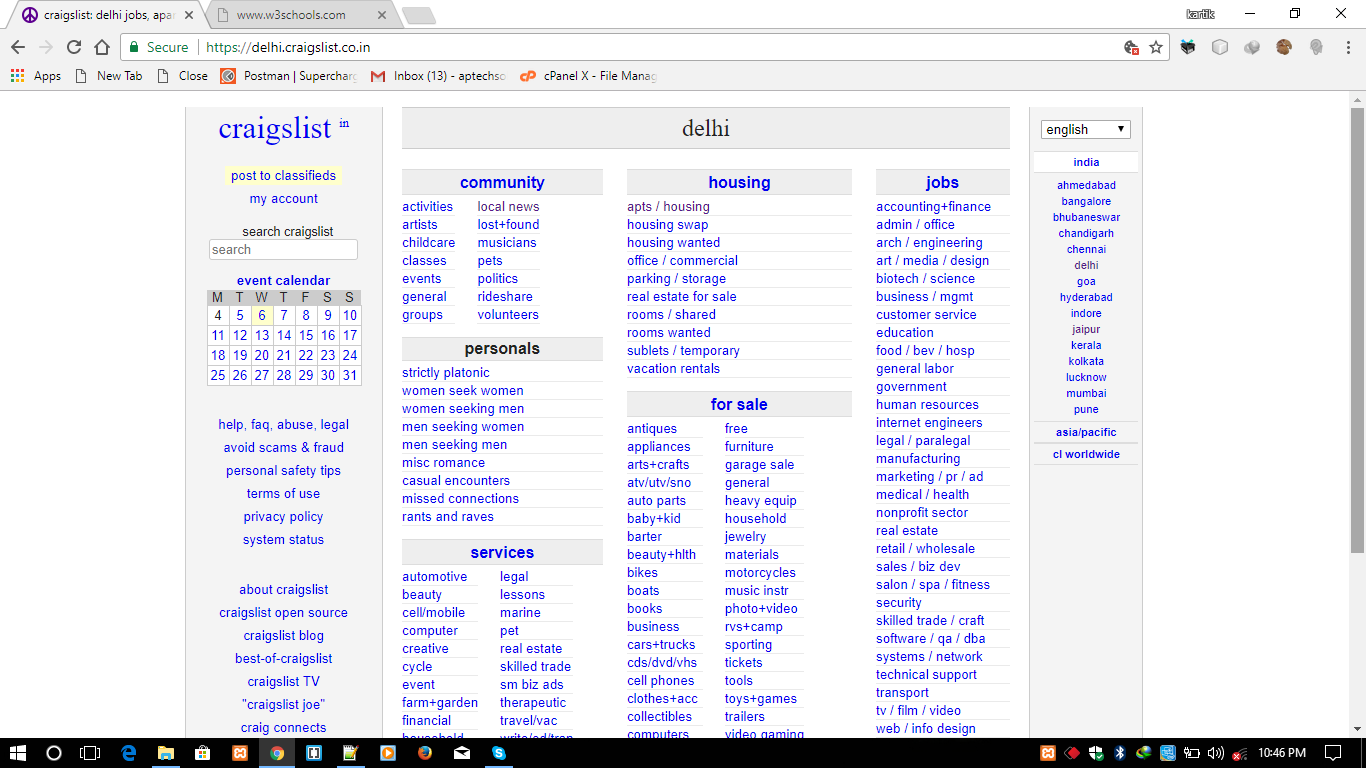 craigslist: delhi jobs, apar
www.w3schools.com
kartik
Secure https://delhi.craigslist.co.in
Apps
New Tab
Close
Postman | Supercharg
Inbox (13) - aptechso
cPanel X - File Manag
craigslist in
post to classifieds
my account
search craigslist
search
event calendar
M T W T F S S
4 5 6 7 8 9 10
11 12 13 14 15 16 17
18 19 20 21 22 23 24
25 26 27 28 29 30 31
help, faq, abuse, legal
avoid scams & fraud
personal safety tips
terms of use
privacy policy
system status
about craigslist
craigslist open source
craigslist blog
best-of-craigslist
craigslist TV
"craigslist joe"
craig connects
delhi
community
activities
artists
childcare
classes
events
general
groups
local news
lost+found
musicians
pets
politics
rideshare
volunteers
personals
strictly platonic
women seek women
women seeking men
men seeking women
men seeking men
misc romance
casual encounters
missed connections
rants and raves
services
automotive
beauty
cell/mobile
computer
creative
cycle
event
farm+garden
financial
household
legal
lessons
marine
pet
real estate
skilled trade
sm biz ads
therapeutic
travel/vac
write/ed/tran
housing
apts / housing
housing swap
housing wanted
office / commercial
parking / storage
real estate for sale
rooms / shared
rooms wanted
sublets / temporary
vacation rentals
for sale
antiques
appliances
arts+crafts
atv/utv/sno
auto parts
baby+kid
barter
beauty+hlth
bikes
boats
books
business
cars+trucks
cds/dvd/vhs
cell phones
clothes+acc
collectibles
computers
free
furniture
garage sale
general
heavy equip
household
jewelry
materials
motorcycles
music instr
photo+video
rvs+camp
sporting
tickets
tools
toys+games
trailers
video gaming
jobs
accounting+finance
admin / office
arch / engineering
art / media / design
biotech / science
business / mgmt
customer service
education
food / bev / hosp
general labor
government
human resources
internet engineers
legal / paralegal
manufacturing
marketing / pr / ad
medical / health
nonprofit sector
real estate
retail / wholesale
sales / biz dev
salon / spa / fitness
security
skilled trade / craft
software / qa / dba
systems / network
technical support
transport
tv / film / video
web / info design
english
india
ahmedabad
bangalore
bhubaneswar
chandigarh
chennai
delhi
goa
hyderabad
indore
jaipur
kerala
kolkata
lucknow
mumbai
pune
asia/pacific
cl worldwide
10:46 PM